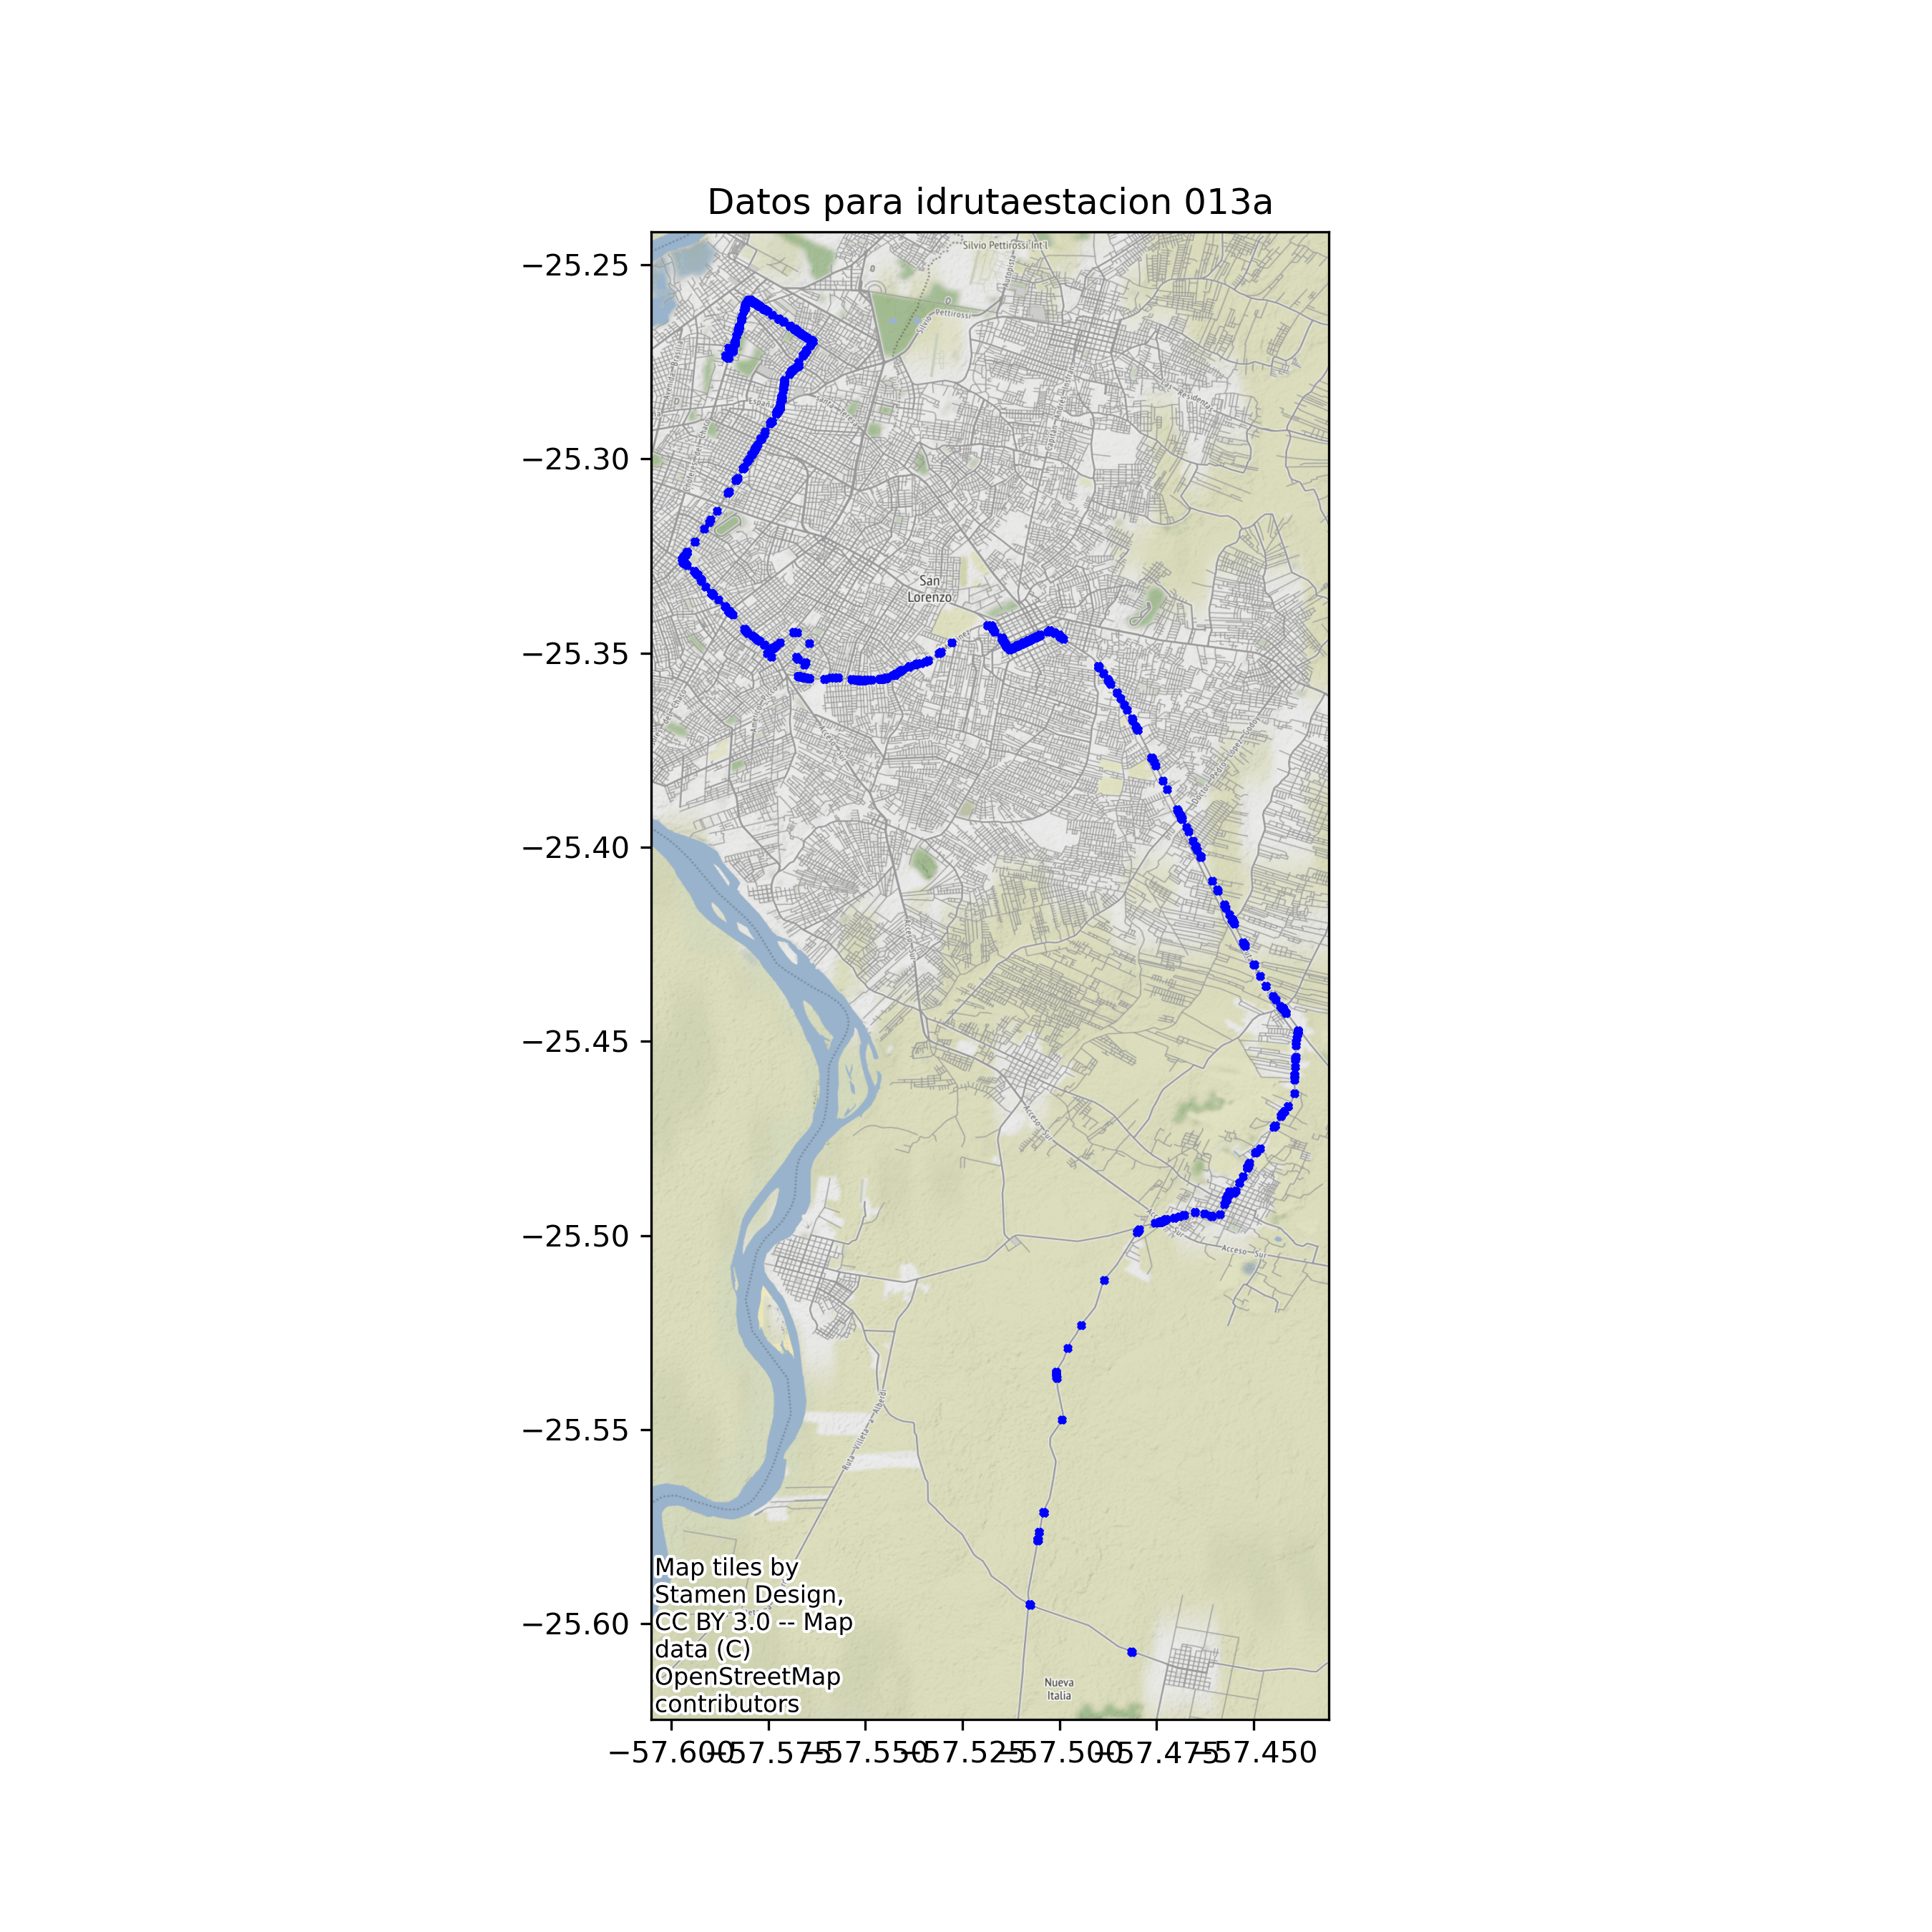 Datos para idrutaestacion 013a
−25.25
−25.30
−25.35
−25.40
−25.45
−25.50
−25.55
−25.60
Silvio Pettirossi Int'l
Silvio Pettirossi
San
Lorenzo
Acceso Sur
Acceso Sur
Acceso Sur
Ruta Villeta a Alberdi
Nueva
Italia
Map tiles by
Stamen Design,
CC BY 3.0 -- Map
data (C)
OpenStreetMap
contributors
−57.600
−57.575
−57.550
−57.525
−57.500
−57.475
−57.450